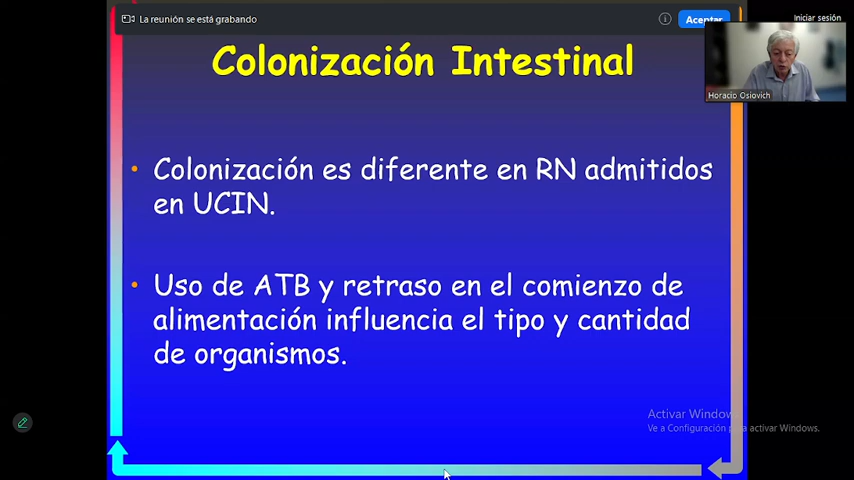 La reunión se está grabando
Aceptar
Iniciar sesión
Colonización Intestinal
Horacio Osiovich
• Colonización es diferente en RN admitidos
en UCIN.
• Uso de ATB y retraso en el comienzo de
alimentación influencia el tipo y cantidad
de organismos.
Activar Windows
Ve a Configuración para activar Windows.